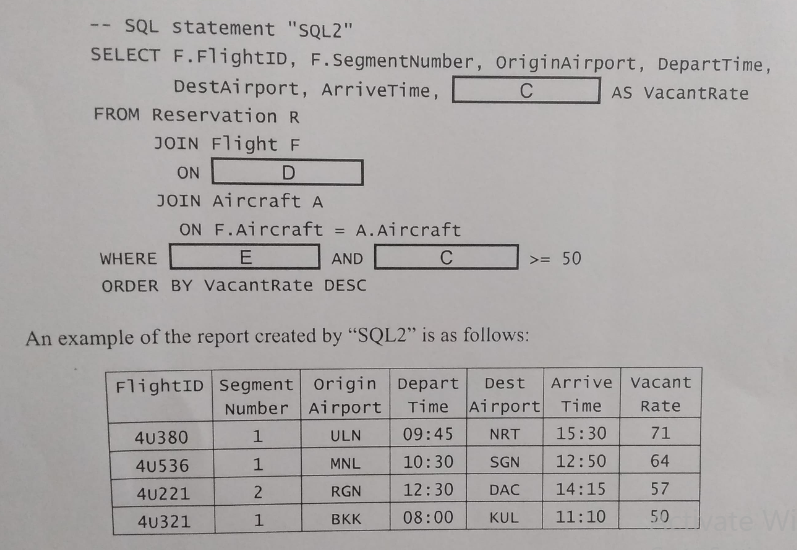 -- SQL statement "SQL2"
SELECT F.FlightID, F.SegmentNumber, OriginAirport, DepartTime,
DestAirport, ArriveTime, C AS VacantRate
FROM Reservation R
JOIN Flight F
ON D
JOIN Aircraft A
ON F.Aircraft = A.Aircraft
WHERE E AND C >= 50
ORDER BY VacantRate DESC
An example of the report created by “SQL2” is as follows:
FlightID Segment Origin Depart Dest Arrive Vacant
Number Airport Time Airport Time Rate
4U380 1 ULN 09:45 NRT 15:30 71
4U536 1 MNL 10:30 SGN 12:50 64
4U221 2 RGN 12:30 DAC 14:15 57
4U321 1 BKK 08:00 KUL 11:10 50